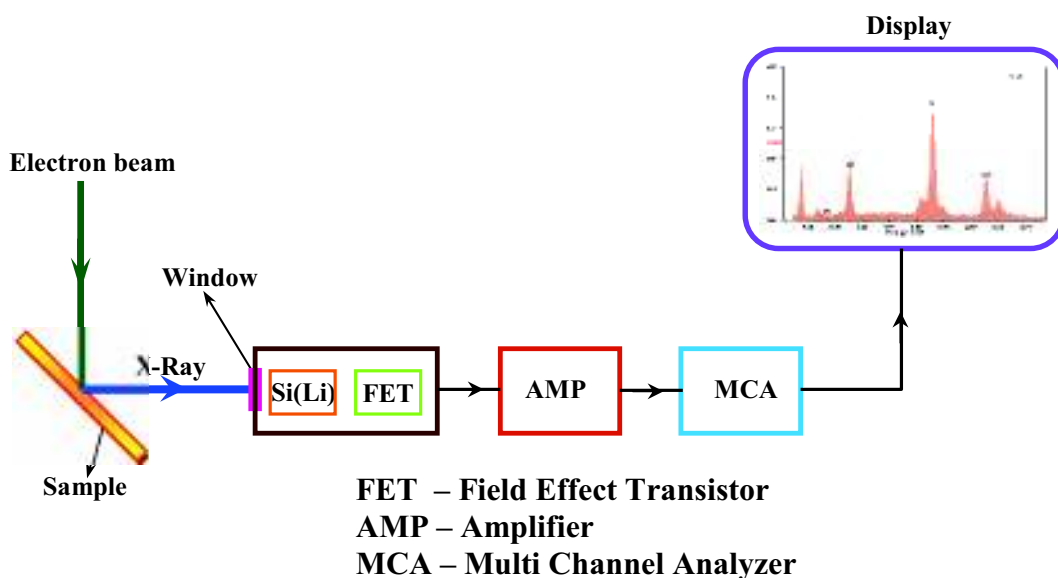 Display
Electron beam
Window
X-Ray
Si(Li)
FET
AMP
MCA
Sample
FET – Field Effect Transistor
AMP – Amplifier
MCA – Multi Channel Analyzer